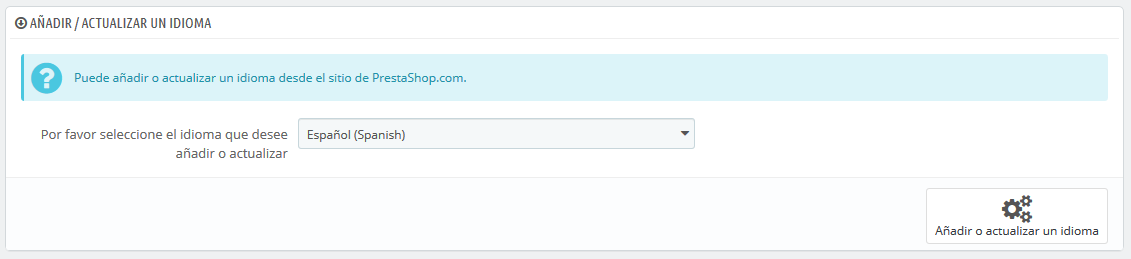 AÑADIR / ACTUALIZAR UN IDIOMA
Puede añadir o actualizar un idioma desde el sitio de PrestaShop.com.
Por favor seleccione el idioma que desee
añadir o actualizar
Español (Spanish)
Añadir o actualizar un idioma